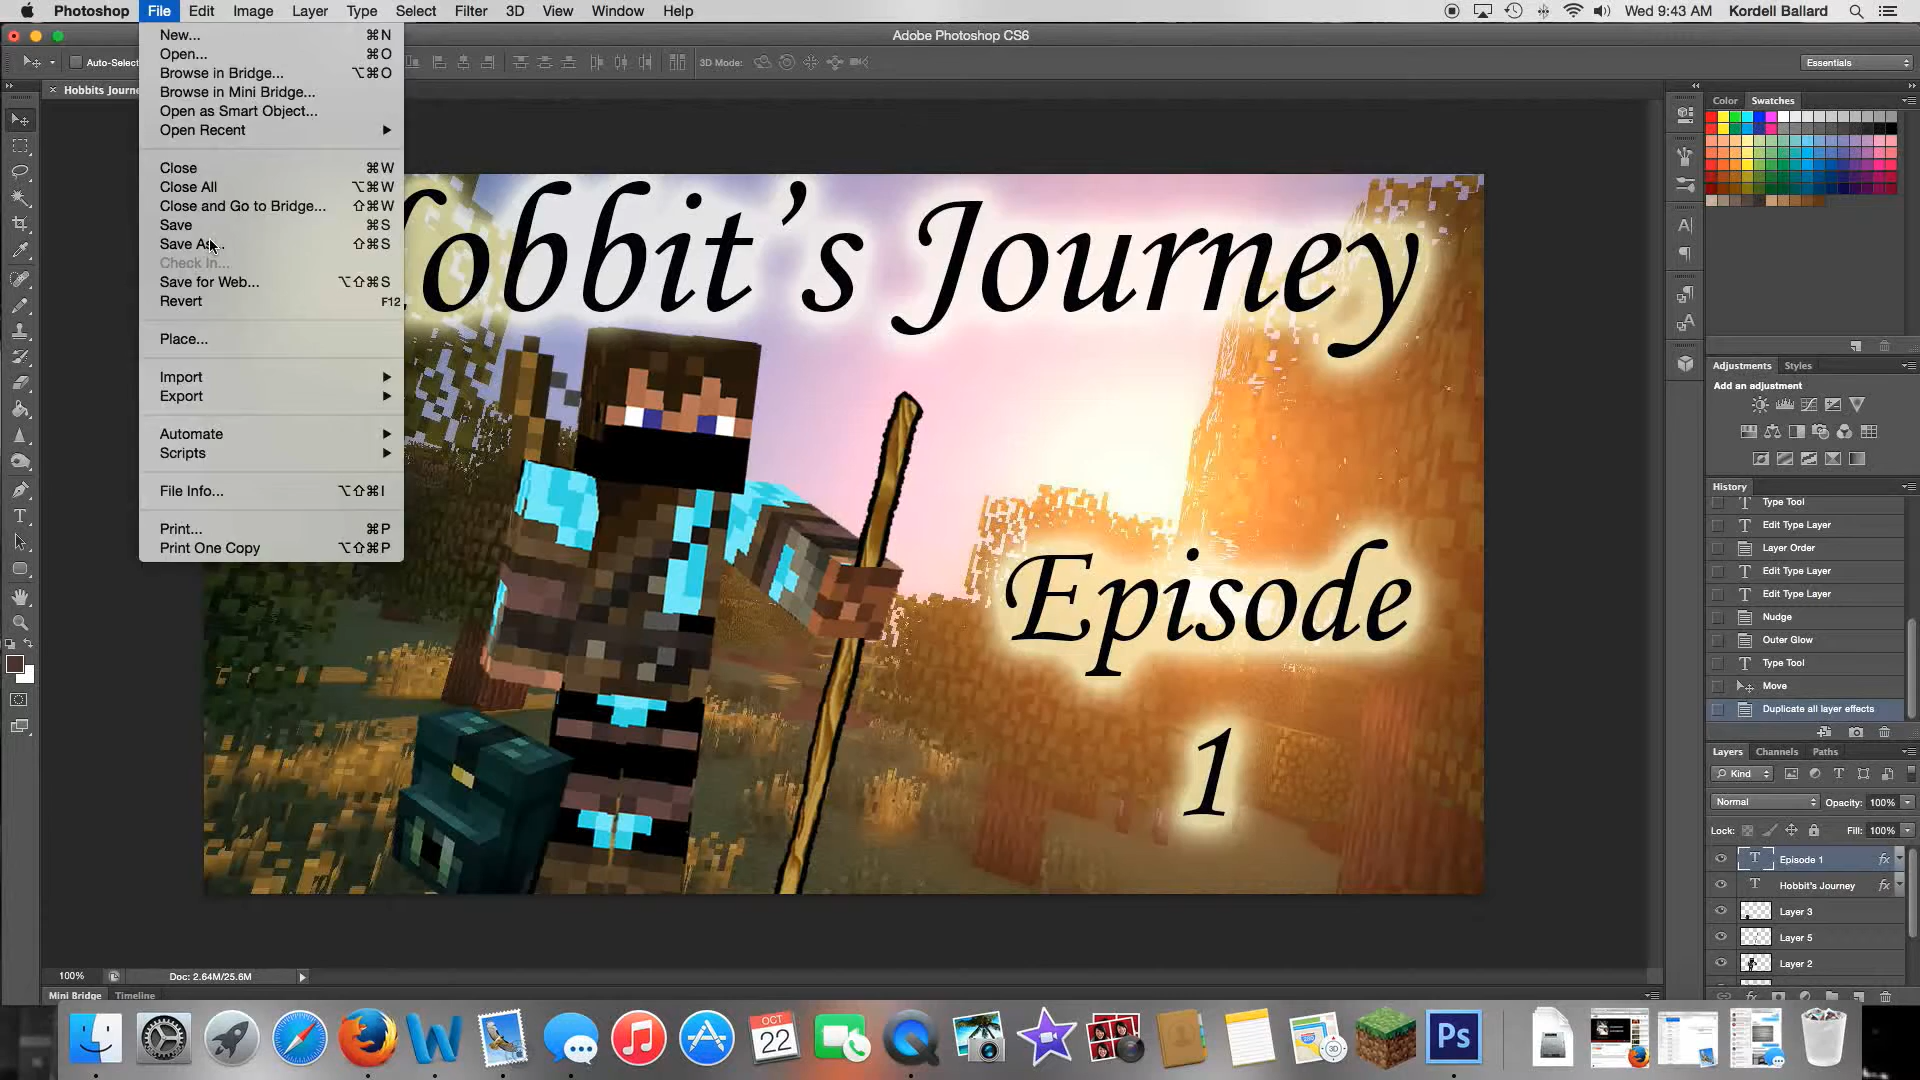 Photoshop File Edit Image Layer Type Select Filter 3D View Window Help Wed 9:43 AM Kordell Ballard
Adobe Photoshop CS6
Auto-Select 3D Mode: Essentials
Hobbits Journe
New... ⌘N
Open... ⌘O
Browse in Bridge... ⌥⌘O
Browse in Mini Bridge...
Open as Smart Object...
Open Recent
Close ⌘W
Close All ⌥⌘W
Close and Go to Bridge... ⇧⌘W
Save ⌘S
Save As... ⇧⌘S
Check In...
Save for Web... ⌥⇧⌘S
Revert F12
Place...
Import
Export
Automate
Scripts
File Info... ⌥⇧⌘I
Print... ⌘P
Print One Copy ⌥⇧⌘P
obbit's Journey
Episode
1
Color Swatches
Adjustments Styles
Add an adjustment
History
Type Tool
Edit Type Layer
Layer Order
Edit Type Layer
Edit Type Layer
Nudge
Outer Glow
Type Tool
Move
Duplicate all layer effects
Layers Channels Paths
Kind
Normal Opacity: 100%
Lock: Fill: 100%
Episode 1 fx
Hobbit's Journey fx
Layer 3
Layer 5
Layer 2
100% Doc: 2.64M/25.6M
Mini Bridge Timeline
OCT
22
Ps